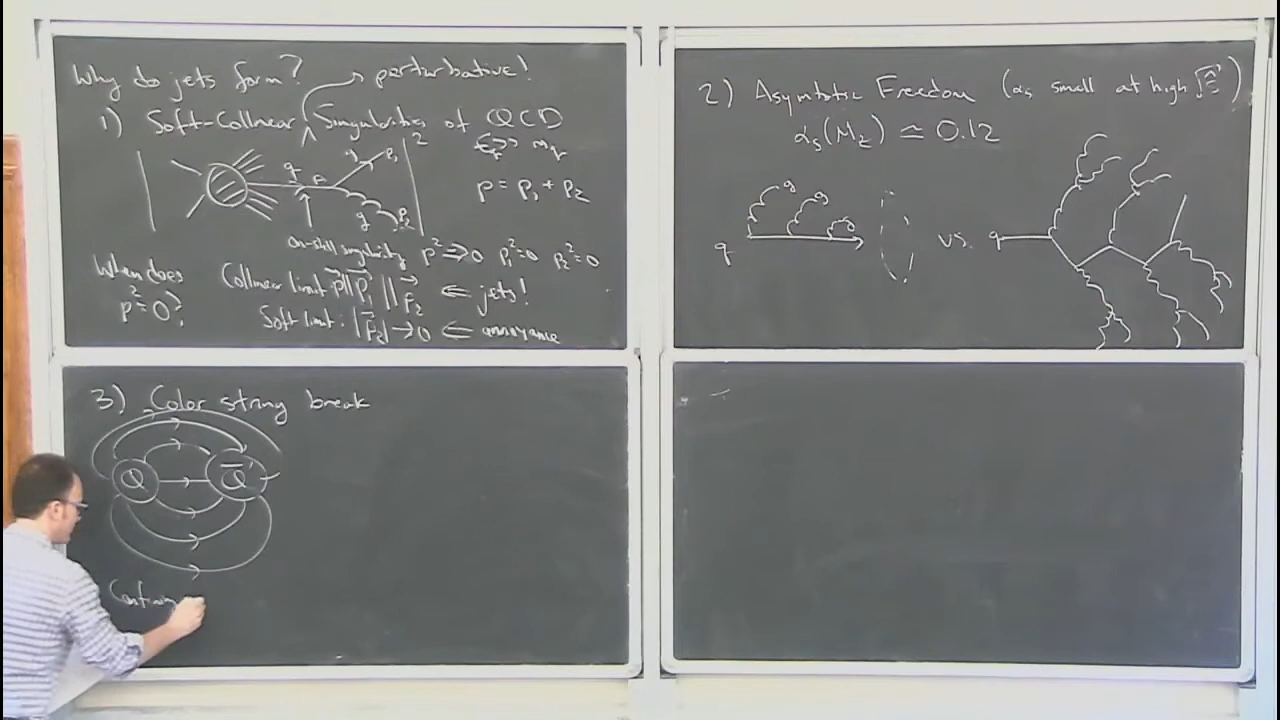 Why do jets form? → perturbative!
1) Soft-Collinear Singularities of QCD
q g P₁ 2
g P₂
E >> m
p = p₁ + p₂
on-shell singularity p² ⇒ 0 p₁²=0 p₂²=0
When does p²=0?
Collinear limit p⃗ || p⃗₁ || p⃗₂ ⇐ jets!
Soft limit: |p⃗₂| → 0 ⇐ annoyance
2) Asymptotic Freedom (αs small at high √ )
αs(Mz) ≃ 0.12
q g g g vs. q
3) Color string break
Q Q̄